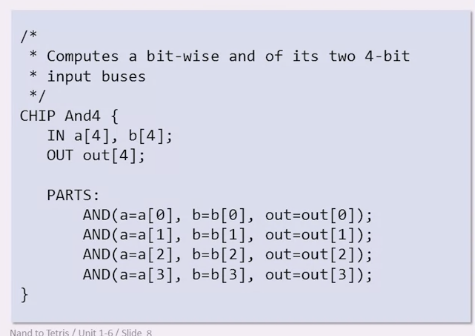 /*
 * Computes a bit-wise and of its two 4-bit
 * input buses
 */
CHIP And4 {
   IN a[4], b[4];
   OUT out[4];

   PARTS:
      AND(a=a[0], b=b[0], out=out[0]);
      AND(a=a[1], b=b[1], out=out[1]);
      AND(a=a[2], b=b[2], out=out[2]);
      AND(a=a[3], b=b[3], out=out[3]);
}
Nand to Tetris / Unit 1-6 / Slide 8